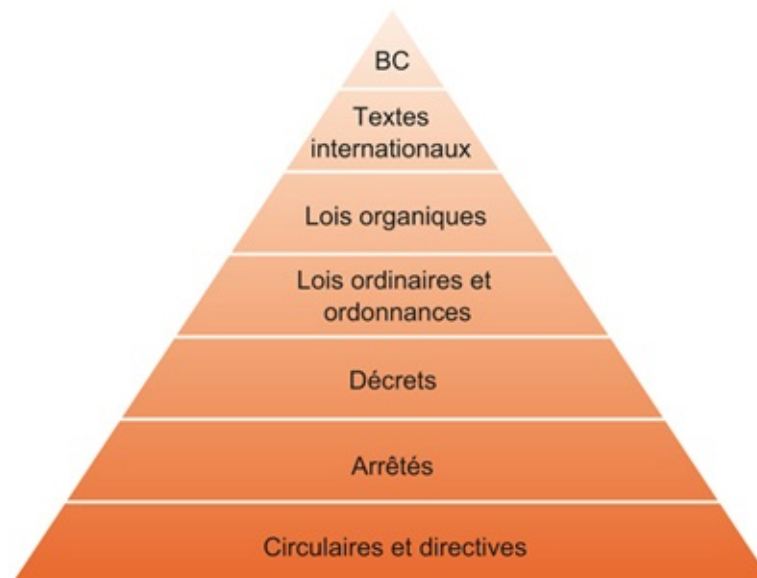 BC
Textes
internationaux
Lois organiques
Lois ordinaires et
ordonnances
Décrets
Arrêtés
Circulaires et directives